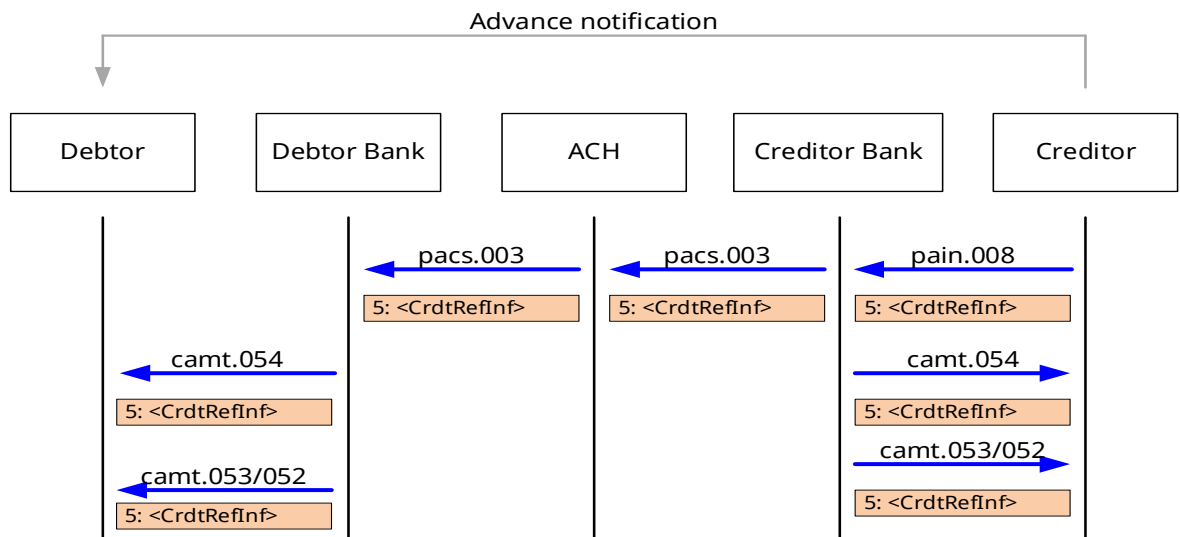 Advance notification
Debtor
Debtor Bank
ACH
Creditor Bank
Creditor
pacs.003
pacs.003
pain.008
5: <CrdtRefInf>
5: <CrdtRefInf>
5: <CrdtRefInf>
camt.054
camt.054
5: <CrdtRefInf>
5: <CrdtRefInf>
camt.053/052
camt.053/052
5: <CrdtRefInf>
5: <CrdtRefInf>